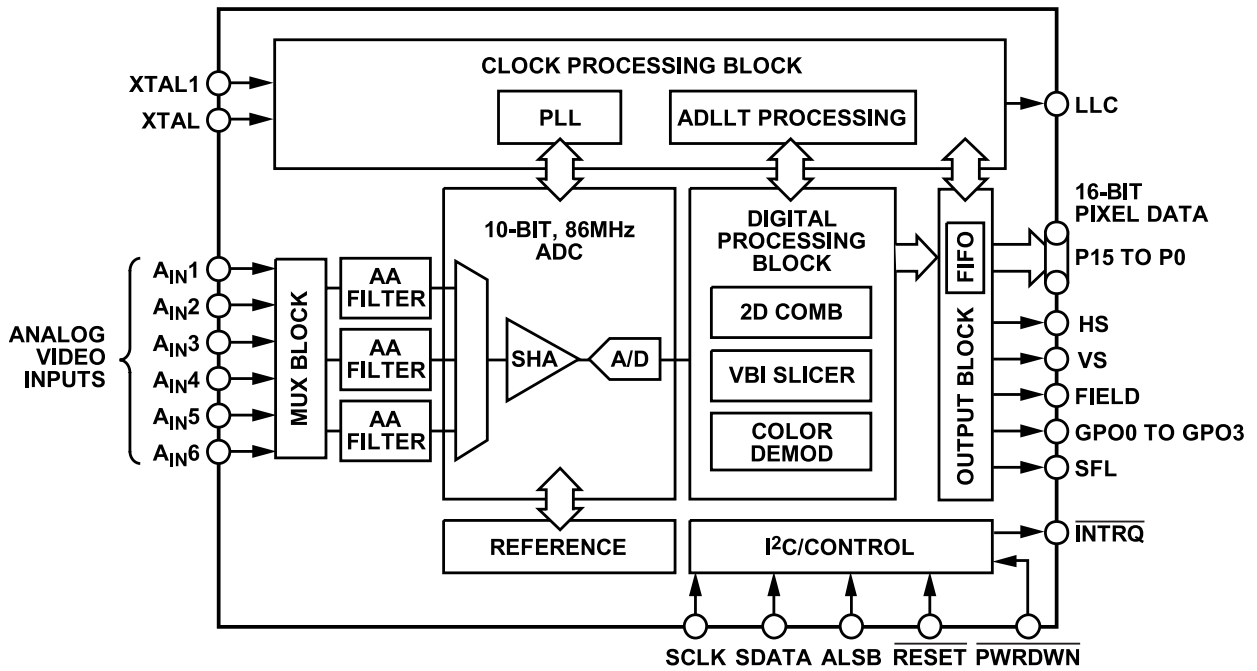 CLOCK PROCESSING BLOCK
XTAL1
XTAL
PLL
ADLLT PROCESSING
LLC
10-BIT, 86MHz
ADC
DIGITAL
PROCESSING
BLOCK
16-BIT
PIXEL DATA
P15 TO P0
FIFO
OUTPUT BLOCK
ANALOG
VIDEO
INPUTS
AIN1
AIN2
AIN3
AIN4
AIN5
AIN6
MUX BLOCK
AA
FILTER
AA
FILTER
AA
FILTER
SHA
A/D
2D COMB
VBI SLICER
COLOR
DEMOD
HS
VS
FIELD
GPO0 TO GPO3
SFL
REFERENCE
I²C/CONTROL
INTRQ
SCLK
SDATA
ALSB
RESET
PWRDWN